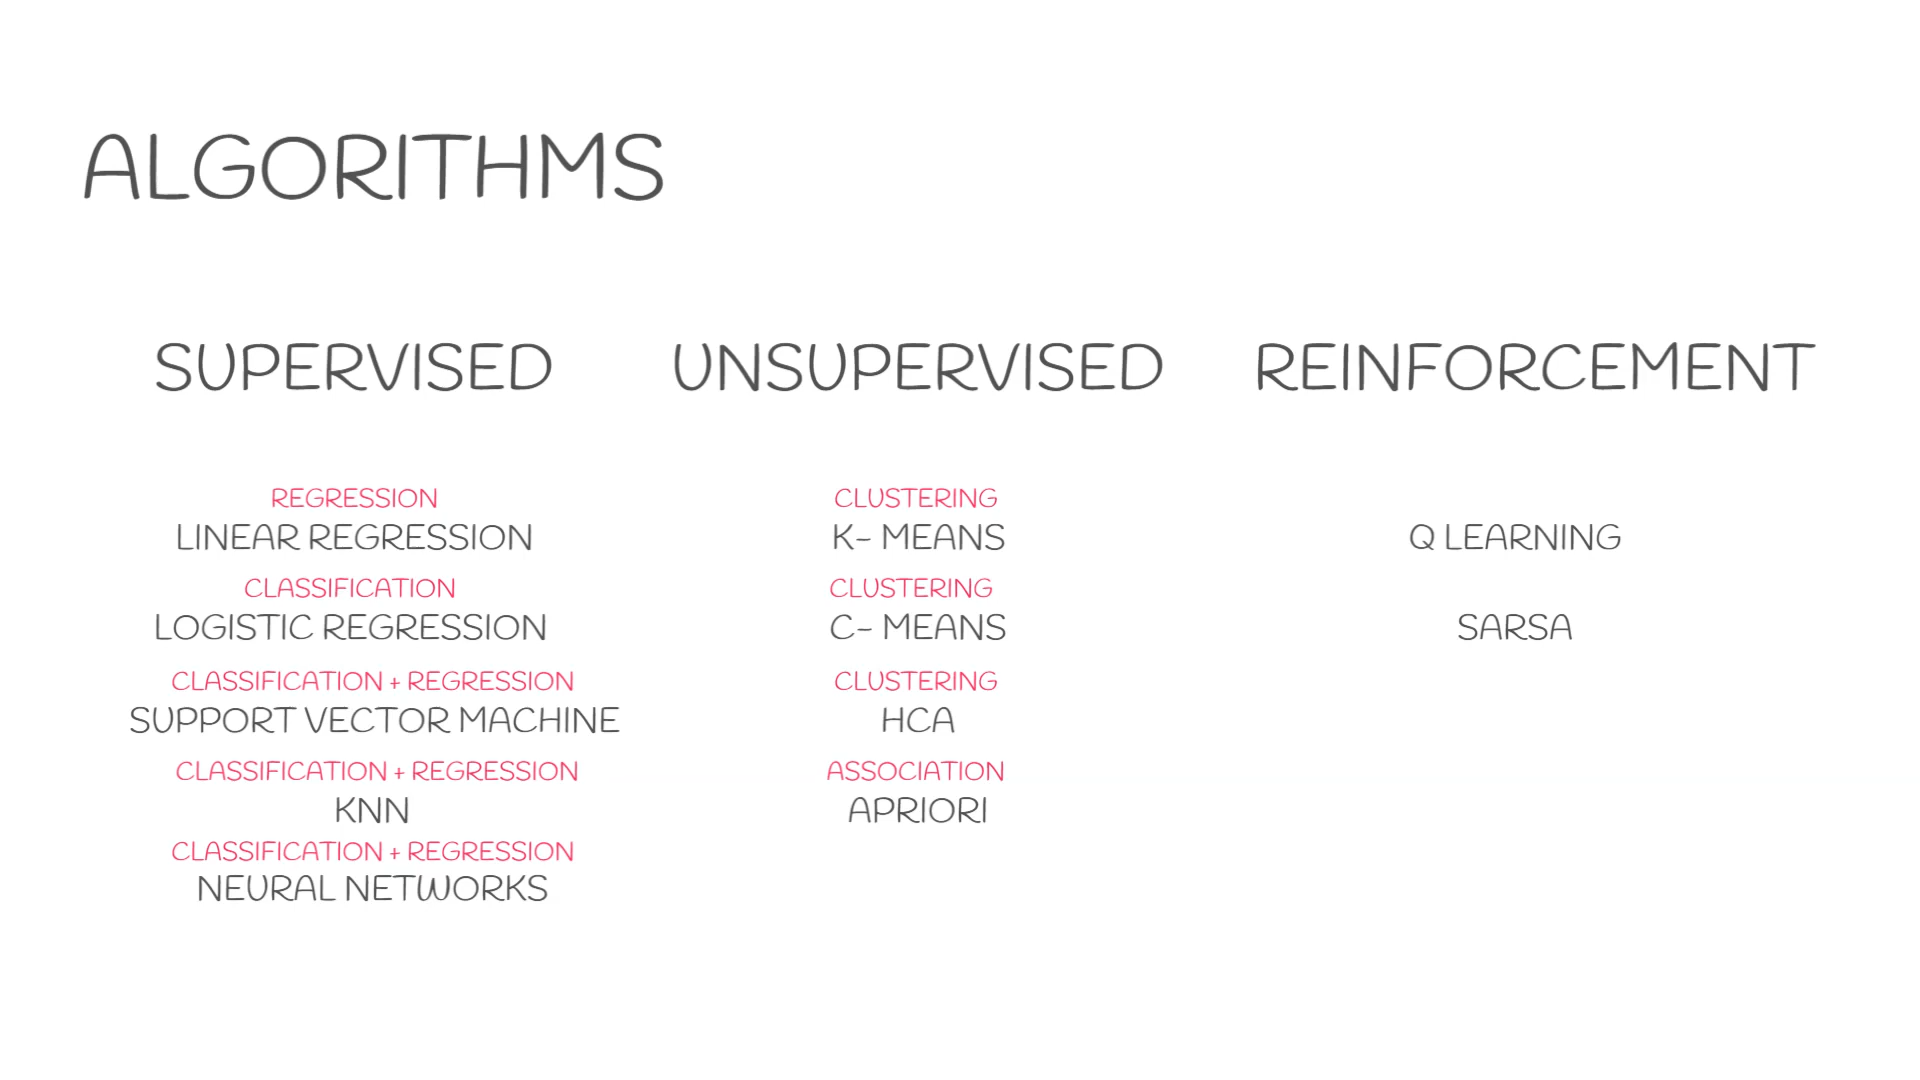 ALGORITHMS
SUPERVISED
REGRESSION
LINEAR REGRESSION
CLASSIFICATION
LOGISTIC REGRESSION
CLASSIFICATION + REGRESSION
SUPPORT VECTOR MACHINE
CLASSIFICATION + REGRESSION
KNN
CLASSIFICATION + REGRESSION
NEURAL NETWORKS
UNSUPERVISED
CLUSTERING
K- MEANS
CLUSTERING
C- MEANS
CLUSTERING
HCA
ASSOCIATION
APRIORI
REINFORCEMENT
Q LEARNING
SARSA